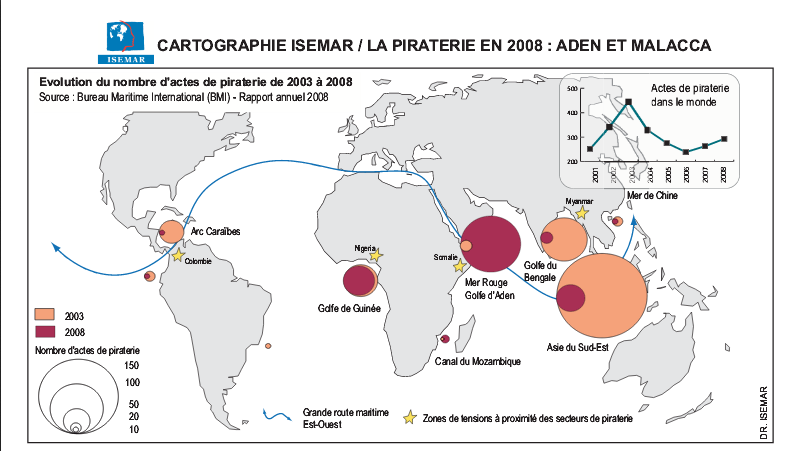 ISEMAR
CARTOGRAPHIE ISEMAR / LA PIRATERIE EN 2008 : ADEN ET MALACCA
Evolution du nombre d'actes de piraterie de 2003 à 2008
Source : Bureau Maritime International (BMI) - Rapport annuel 2008
Actes de piraterie
dans le monde
500
400
300
200
2001
2002
2003
2004
2005
2006
2007
2008
Mer de Chine
Myanmar
Arc Caraïbes
Colombie
Nigeria
Somalie
Golfe du
Bengale
Mer Rouge
Golfe d'Aden
Golfe de Guinée
Asie du Sud-Est
Canal du Mozambique
2003
2008
Nombre d'actes de piraterie
150
100
50
20
10
Grande route maritime
Est-Ouest
Zones de tensions à proximité des secteurs de piraterie
DR. ISEMAR